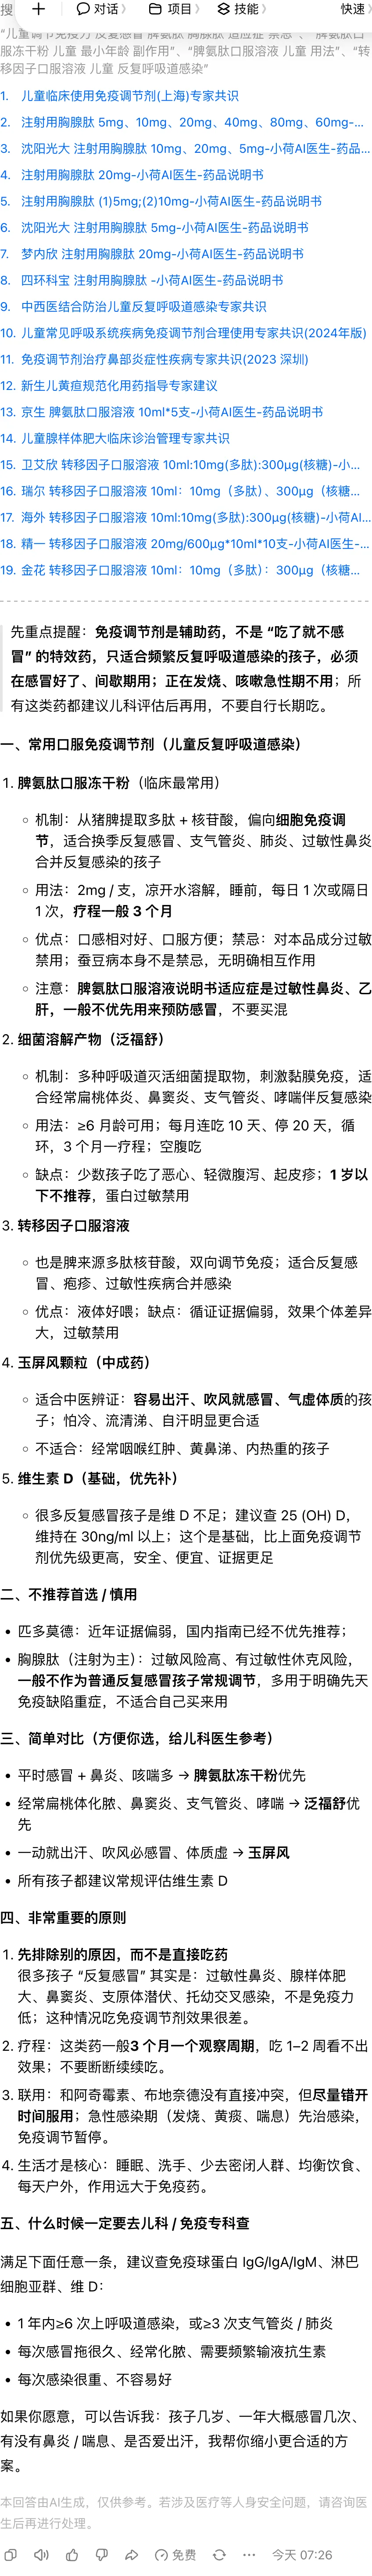 搜
对话 》
项目 》
技能 》
快速 》
服冻干粉 儿童 最小年龄 副作用”、“脾氨肽口服溶液 儿童 用法”、“转
移因子口服溶液 儿童 反复呼吸道感染”
1. 儿童临床使用免疫调节剂(上海)专家共识
2. 注射用胸腺肽 5mg、10mg、20mg、40mg、80mg、60mg-...
3. 沈阳光大 注射用胸腺肽 10mg、20mg、5mg-小荷AI医生-药品...
4. 注射用胸腺肽 20mg-小荷AI医生-药品说明书
5. 注射用胸腺肽 (1)5mg;(2)10mg-小荷AI医生-药品说明书
6. 沈阳光大 注射用胸腺肽 5mg-小荷AI医生-药品说明书
7. 梦内欣 注射用胸腺肽 20mg-小荷AI医生-药品说明书
8. 四环科宝 注射用胸腺肽 -小荷AI医生-药品说明书
9. 中西医结合防治儿童反复呼吸道感染专家共识
10. 儿童常见呼吸系统疾病免疫调节剂合理使用专家共识(2024年版)
11. 免疫调节剂治疗鼻部炎症性疾病专家共识(2023 深圳)
12. 新生儿黄疸规范化用药指导专家建议
13. 京生 脾氨肽口服溶液 10ml*5支-小荷AI医生-药品说明书
14. 儿童腺样体肥大临床诊治管理专家共识
15. 卫艾欣 转移因子口服溶液 10ml:10mg(多肽):300μg(核糖)-小...
16. 瑞尔 转移因子口服溶液 10ml：10mg（多肽）、300μg（核糖...
17. 海外 转移因子口服溶液 10ml:10mg(多肽):300μg(核糖)-小荷AI...
18. 精一 转移因子口服溶液 20mg/600μg*10ml*10支-小荷AI医生-...
19. 金花 转移因子口服溶液 10ml：10mg（多肽）：300μg（核糖...
先重点提醒：免疫调节剂是辅助药，不是 “吃了就不感
冒” 的特效药，只适合频繁反复呼吸道感染的孩子，必须
在感冒好了、间歇期用；正在发烧、咳嗽急性期不用；所
有这类药都建议儿科评估后再用，不要自行长期吃。
一、常用口服免疫调节剂（儿童反复呼吸道感染）
1. 脾氨肽口服冻干粉（临床最常用）
机制：从猪脾提取多肽 + 核苷酸，偏向细胞免疫调
节，适合换季反复感冒、支气管炎、肺炎、过敏性鼻炎
合并反复感染的孩子
用法：2mg / 支，凉开水溶解，睡前，每日 1 次或隔日
1 次，疗程一般 3 个月
优点：口感相对好、口服方便；禁忌：对本品成分过敏
禁用；蚕豆病本身不是禁忌，无明确相互作用
注意：脾氨肽口服溶液说明书适应症是过敏性鼻炎、乙
肝，一般不优先用来预防感冒，不要买混
2. 细菌溶解产物（泛福舒）
机制：多种呼吸道灭活细菌提取物，刺激黏膜免疫，适
合经常扁桃体炎、鼻窦炎、支气管炎、哮喘伴反复感染
用法：≥6 月龄可用；每月连吃 10 天、停 20 天，循
环，3 个月一疗程；空腹吃
缺点：少数孩子吃了恶心、轻微腹泻、起皮疹；1 岁以
下不推荐，蛋白过敏禁用
3. 转移因子口服溶液
也是脾来源多肽核苷酸，双向调节免疫；适合反复感
冒、疱疹、过敏性疾病合并感染
优点：液体好喂；缺点：循证证据偏弱，效果个体差异
大，过敏禁用
4. 玉屏风颗粒（中成药）
适合中医辨证：容易出汗、吹风就感冒、气虚体质的孩
子；怕冷、流清涕、自汗明显更合适
不适合：经常咽喉红肿、黄鼻涕、内热重的孩子
5. 维生素 D（基础，优先补）
很多反复感冒孩子是维 D 不足；建议查 25 (OH) D，
维持在 30ng/ml 以上；这个是基础，比上面免疫调节
剂优先级更高，安全、便宜、证据更足
二、不推荐首选 / 慎用
匹多莫德：近年证据偏弱，国内指南已经不优先推荐；
胸腺肽（注射为主）：过敏风险高、有过敏性休克风险，
一般不作为普通反复感冒孩子常规调节，多用于明确先天
免疫缺陷重症，不适合自己买来用
三、简单对比（方便你选，给儿科医生参考）
平时感冒 + 鼻炎、咳喘多 → 脾氨肽冻干粉优先
经常扁桃体化脓、鼻窦炎、支气管炎、哮喘 → 泛福舒优
先
一动就出汗、吹风必感冒、体质虚 → 玉屏风
所有孩子都建议常规评估维生素 D
四、非常重要的原则
1. 先排除别的原因，而不是直接吃药
很多孩子 “反复感冒” 其实是：过敏性鼻炎、腺样体肥
大、鼻窦炎、支原体潜伏、托幼交叉感染，不是免疫力
低；这种情况吃免疫调节剂效果很差。
2. 疗程：这类药一般3 个月一个观察周期，吃 1–2 周看不出
效果；不要断断续续吃。
3. 联用：和阿奇霉素、布地奈德没有直接冲突，但尽量错开
时间服用；急性感染期（发烧、黄痰、喘息）先治感染，
免疫调节暂停。
4. 生活才是核心：睡眠、洗手、少去密闭人群、均衡饮食、
每天户外，作用远大于免疫药。
五、什么时候一定要去儿科 / 免疫专科查
满足下面任意一条，建议查免疫球蛋白 IgG/IgA/IgM、淋巴
细胞亚群、维 D：
1 年内≥6 次上呼吸道感染，或≥3 次支气管炎 / 肺炎
每次感冒拖很久、经常化脓、需要频繁输液抗生素
每次感染很重、不容易好
如果你愿意，可以告诉我：孩子几岁、一年大概感冒几次、
有没有鼻炎 / 喘息、是否爱出汗，我帮你缩小更合适的方
案。
本回答由AI生成，仅供参考。若涉及医疗等人身安全问题，请咨询医
生后再进行处理。
免费
今天 07:26